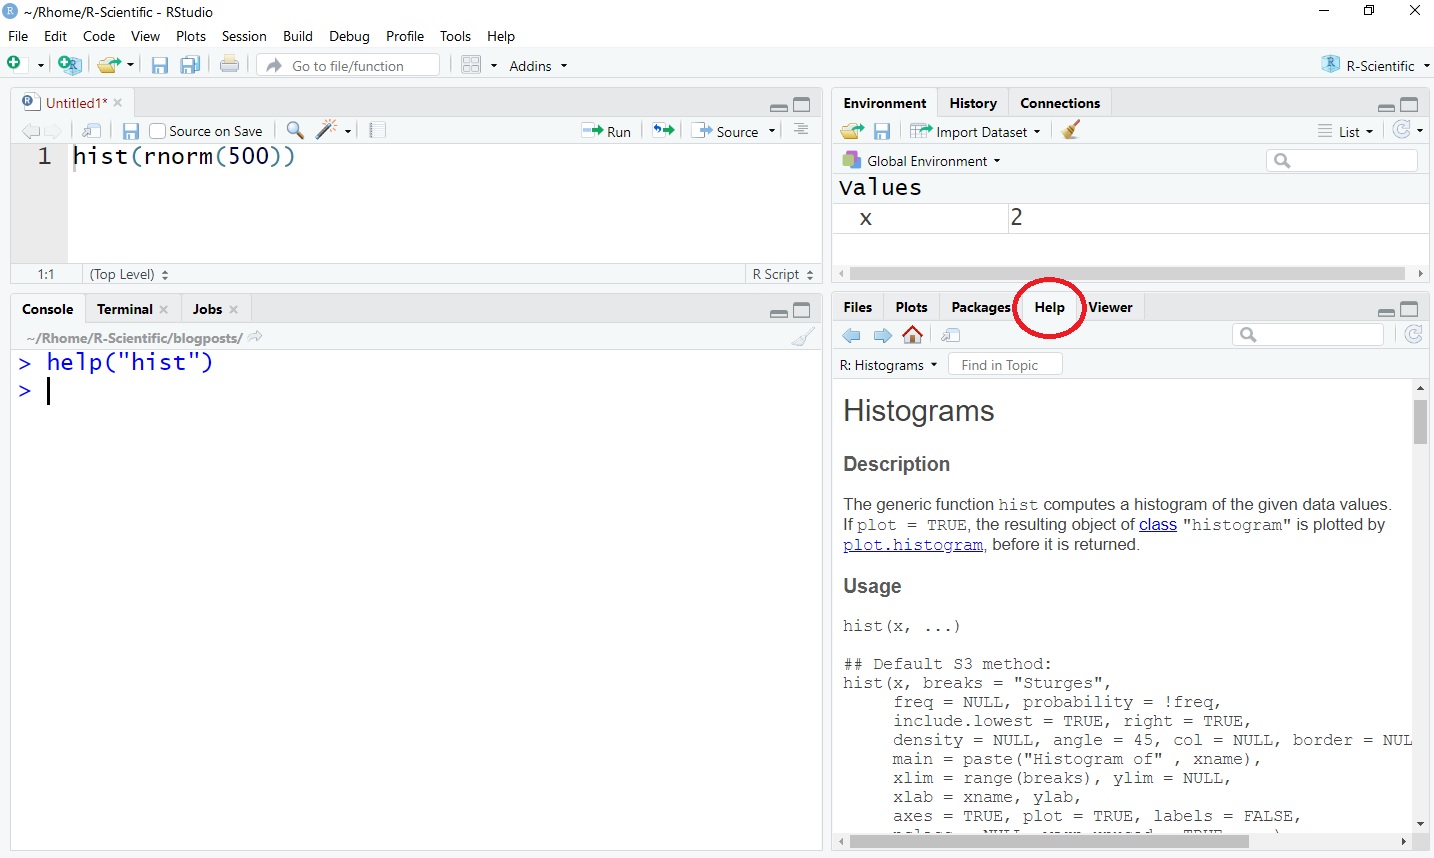 ~/Rhome/R-Scientific - RStudio
File Edit Code View Plots Session Build Debug Profile Tools Help
Go to file/function Addins R-Scientific
Untitled1*
Source on Save Run Source
1 hist(rnorm(500))
1:1 (Top Level) R Script
Console Terminal Jobs
~/Rhome/R-Scientific/blogposts/
> help("hist")
>
Environment History Connections
Import Dataset List
Global Environment
Values
x 2
Files Plots Packages Help Viewer
R: Histograms Find in Topic
Histograms
Description
The generic function hist computes a histogram of the given data values.
If plot = TRUE, the resulting object of class "histogram" is plotted by
plot.histogram, before it is returned.
Usage
hist(x, ...)
## Default S3 method:
hist(x, breaks = "Sturges",
freq = NULL, probability = !freq,
include.lowest = TRUE, right = TRUE,
density = NULL, angle = 45, col = NULL, border = NUL
main = paste("Histogram of" , xname),
xlim = range(breaks), ylim = NULL,
xlab = xname, ylab,
axes = TRUE, plot = TRUE, labels = FALSE,